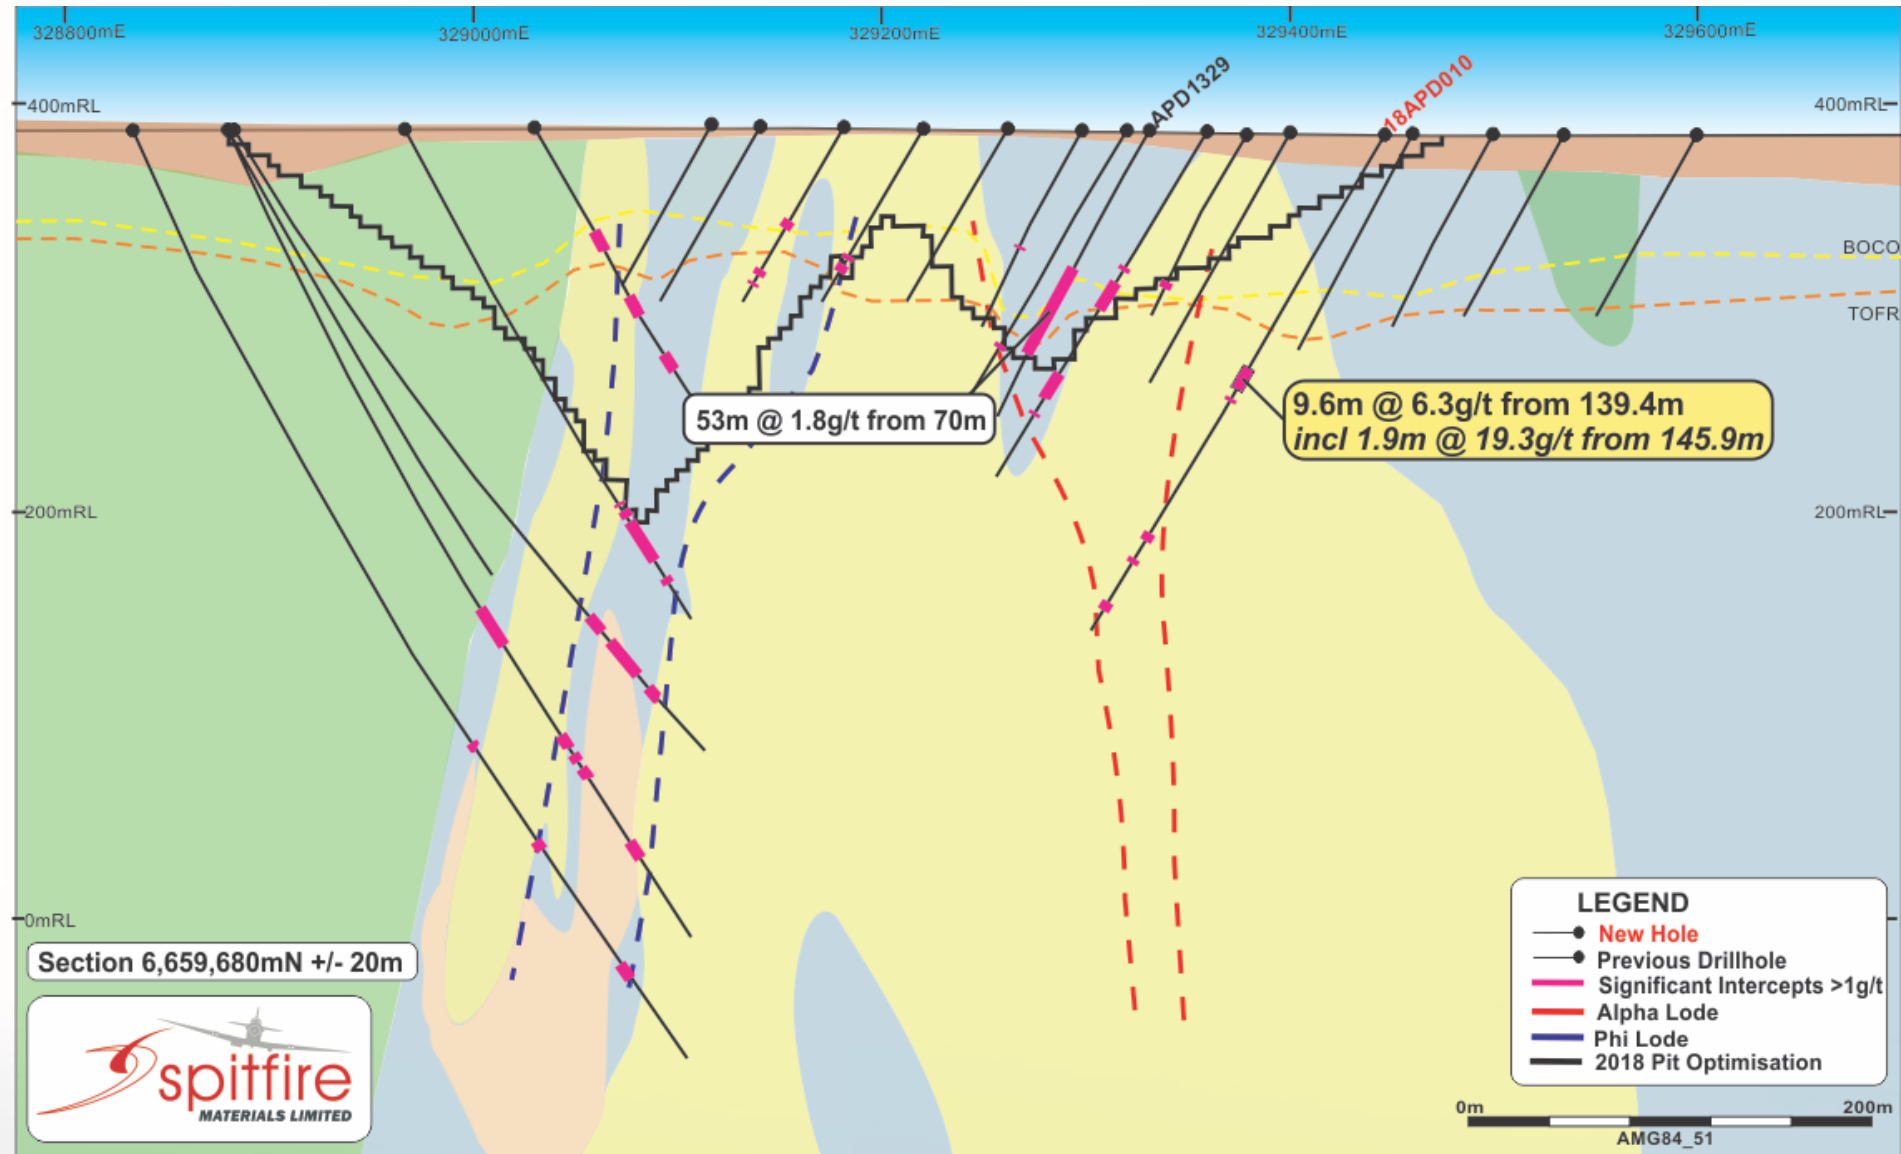 328800mE
329000mE
329200mE
329400mE
329600mE
APD1329
18APD010
400mRL
400mRL
BOCO
TOFR
53m @ 1.8g/t from 70m
9.6m @ 6.3g/t from 139.4m
incl 1.9m @ 19.3g/t from 145.9m
200mRL
200mRL
0mRL
Section 6,659,680mN +/- 20m
spitfire
MATERIALS LIMITED
LEGEND
New Hole
Previous Drillhole
Significant Intercepts >1g/t
Alpha Lode
Phi Lode
2018 Pit Optimisation
0m
200m
AMG84_51